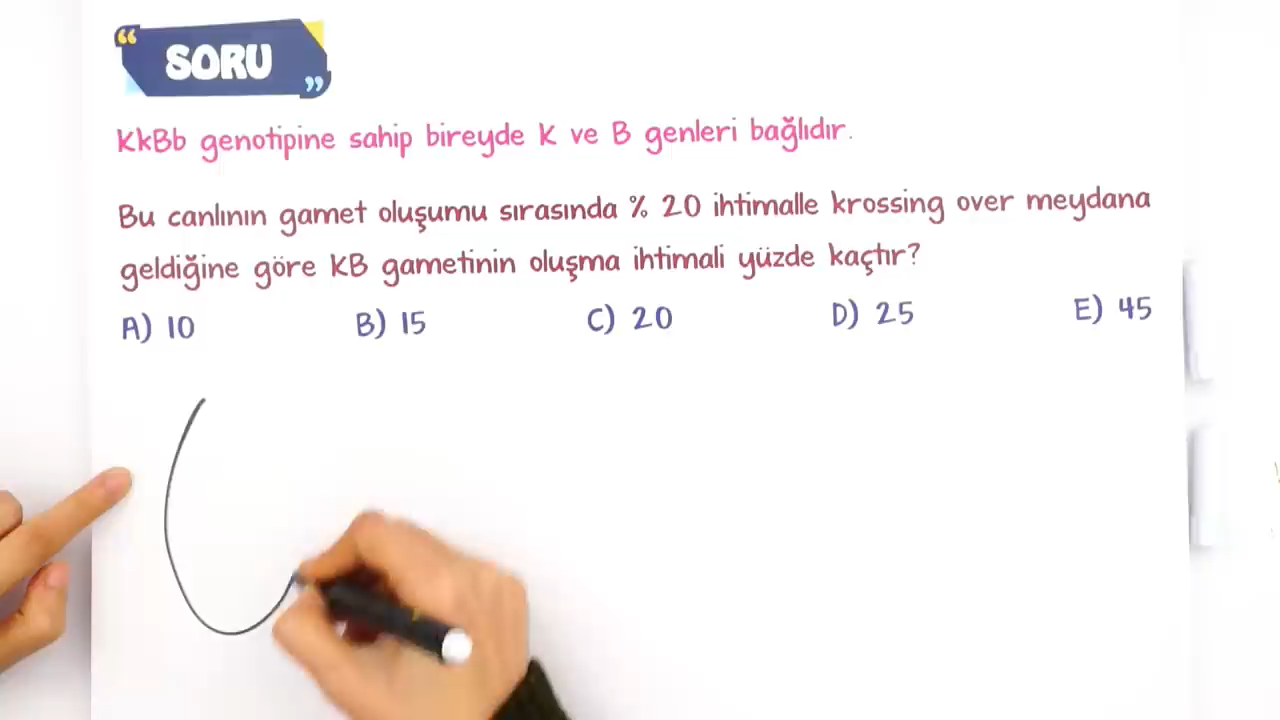 “ SORU ”
KkBb genotipine sahip bireyde K ve B genleri bağlıdır.
Bu canlının gamet oluşumu sırasında % 20 ihtimalle krossing over meydana
geldiğine göre KB gametinin oluşma ihtimali yüzde kaçtır?
A) 10 B) 15 C) 20 D) 25 E) 45